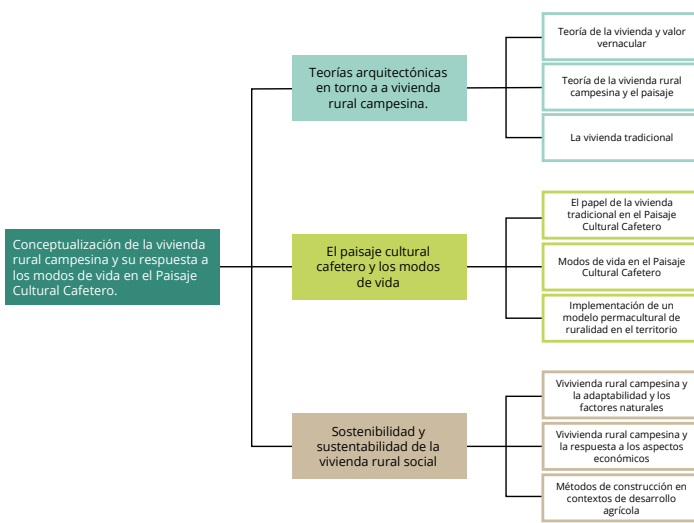 Conceptualización de la vivienda
rural campesina y su respuesta a
los modos de vida en el Paisaje
Cultural Cafetero.
Teorías arquitectónicas
en torno a a vivienda
rural campesina.
Teoría de la vivienda y valor
vernacular
Teoría de la vivienda rural
campesina y el paisaje
La vivienda tradicional
El paisaje cultural
cafetero y los modos
de vida
El papel de la vivienda
tradicional en el Paisaje
Cultural Cafetero
Modos de vida en el Paisaje
Cultural Cafetero
Implementación de un
modelo permacultural de
ruralidad en el territorio
Sostenibilidad y
sustentabilidad de la
vivienda rural social
Vivivienda rural campesina y
la adaptabilidad y los
factores naturales
Vivivienda rural campesina y
la respuesta a los aspectos
económicos
Métodos de construcción en
contextos de desarrollo
agrícola